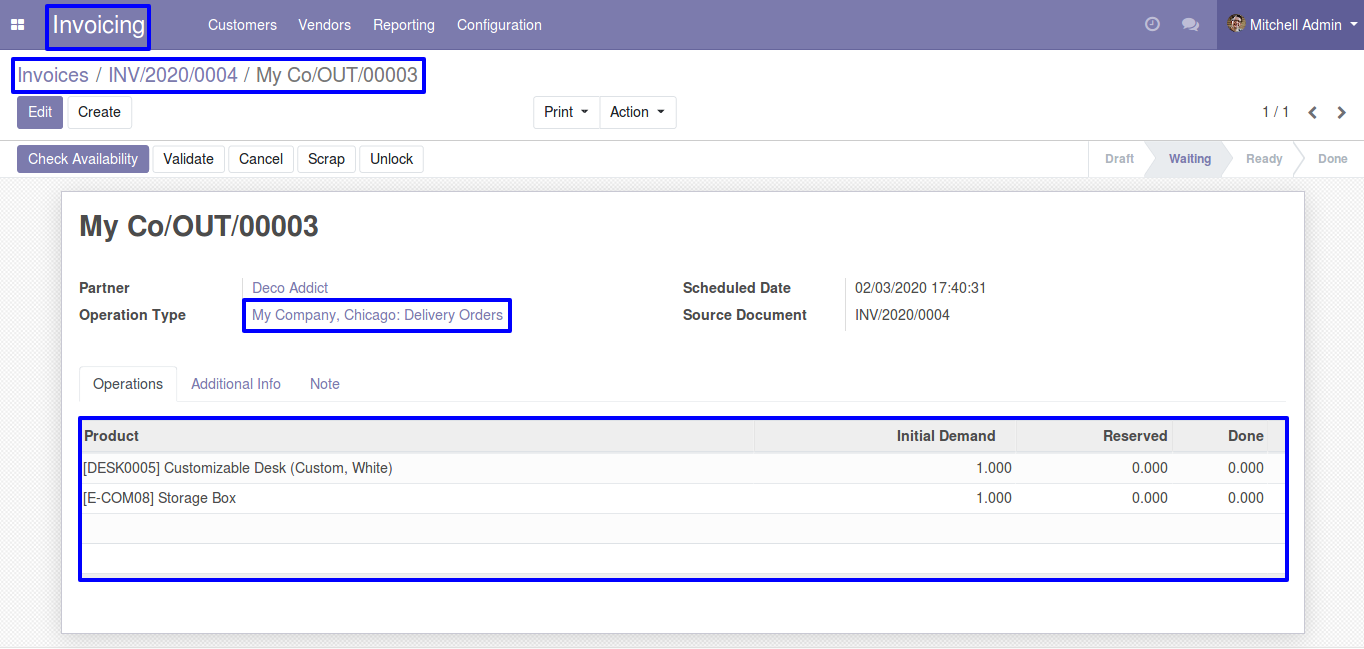 Invoicing Customers Vendors Reporting Configuration Mitchell Admin
Invoices / INV/2020/0004 / My Co/OUT/00003
Edit Create Print Action 1 / 1
Check Availability Validate Cancel Scrap Unlock Draft Waiting Ready Done
My Co/OUT/00003
Partner Deco Addict Scheduled Date 02/03/2020 17:40:31
Operation Type My Company, Chicago: Delivery Orders Source Document INV/2020/0004
Operations Additional Info Note
Product Initial Demand Reserved Done
[DESK0005] Customizable Desk (Custom, White) 1.000 0.000 0.000
[E-COM08] Storage Box 1.000 0.000 0.000